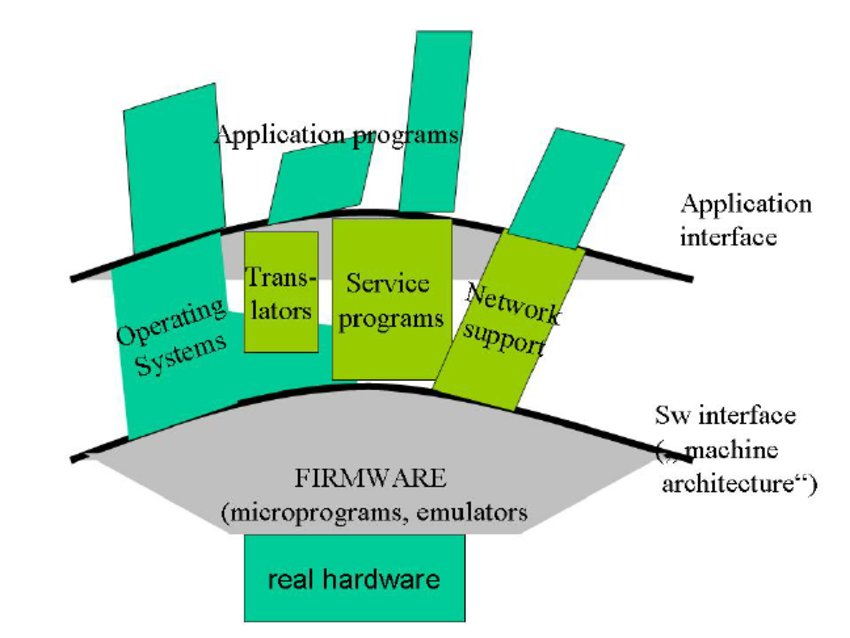 Application programs
Application
interface
Trans-
lators
Service
programs
Network
support
Operating
Systems
Sw interface
(„ machine
architecture“)
FIRMWARE
(microprograms, emulators
real hardware